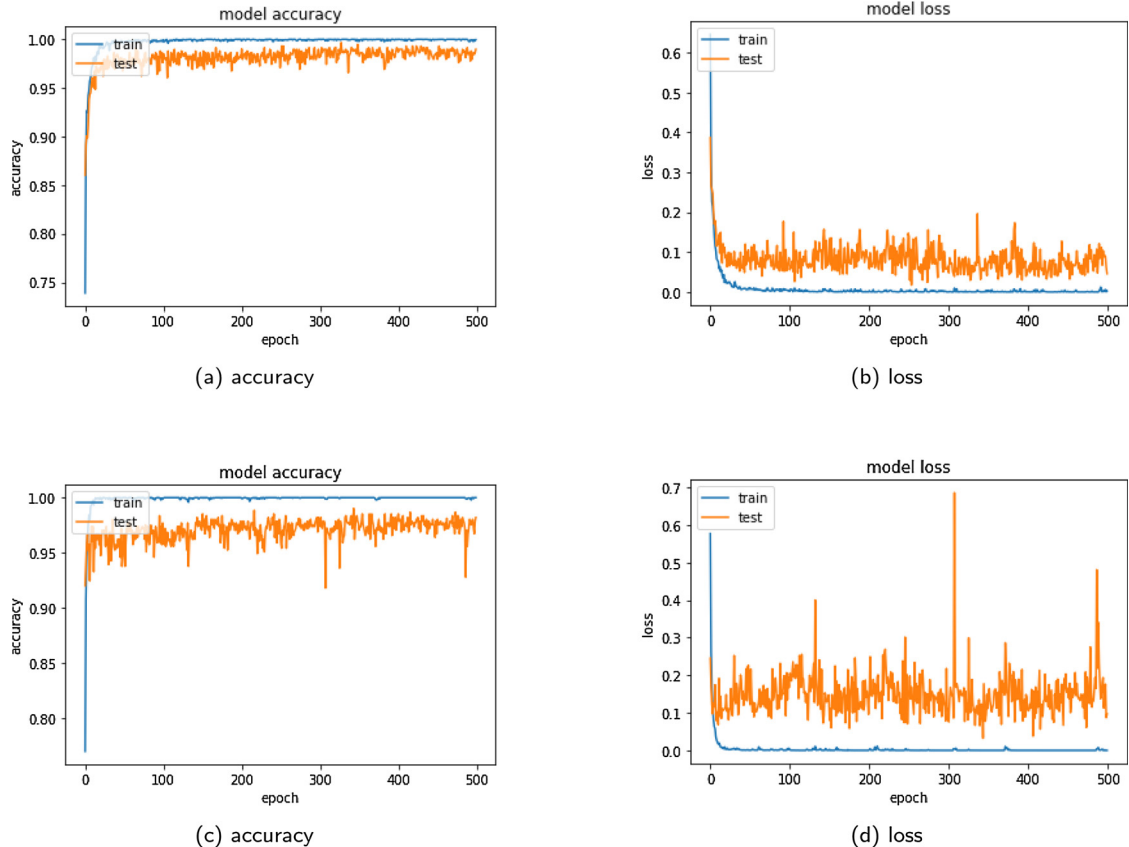 model accuracy
1.00
0.95
0.90
0.85
0.80
0.75
accuracy
train
test
0 100 200 300 400 500
epoch
(a) accuracy
model loss
0.6
0.5
0.4
0.3
0.2
0.1
0.0
loss
train
test
0 100 200 300 400 500
epoch
(b) loss
model accuracy
1.00
0.95
0.90
0.85
0.80
accuracy
train
test
0 100 200 300 400 500
epoch
(c) accuracy
model loss
0.7
0.6
0.5
0.4
0.3
0.2
0.1
0.0
loss
train
test
0 100 200 300 400 500
epoch
(d) loss